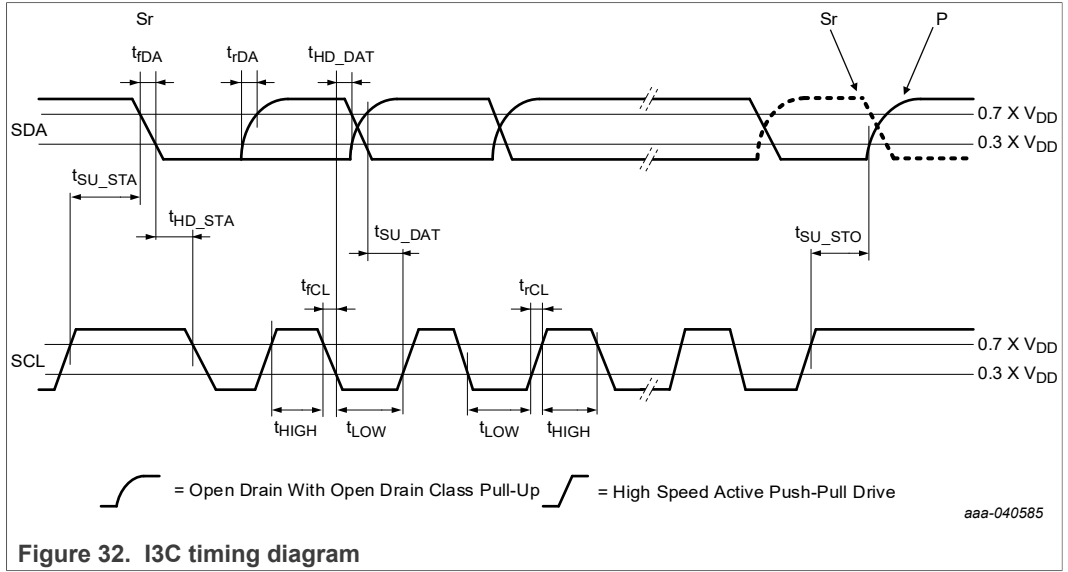 Sr
Sr
P
tfDA
trDA
tHD_DAT
0.7 X VDD
SDA
0.3 X VDD
tSU_STA
tHD_STA
tSU_DAT
tSU_STO
tfCL
trCL
0.7 X VDD
SCL
0.3 X VDD
tHIGH
tLOW
tLOW
tHIGH
= Open Drain With Open Drain Class Pull-Up
= High Speed Active Push-Pull Drive
aaa-040585
Figure 32. I3C timing diagram